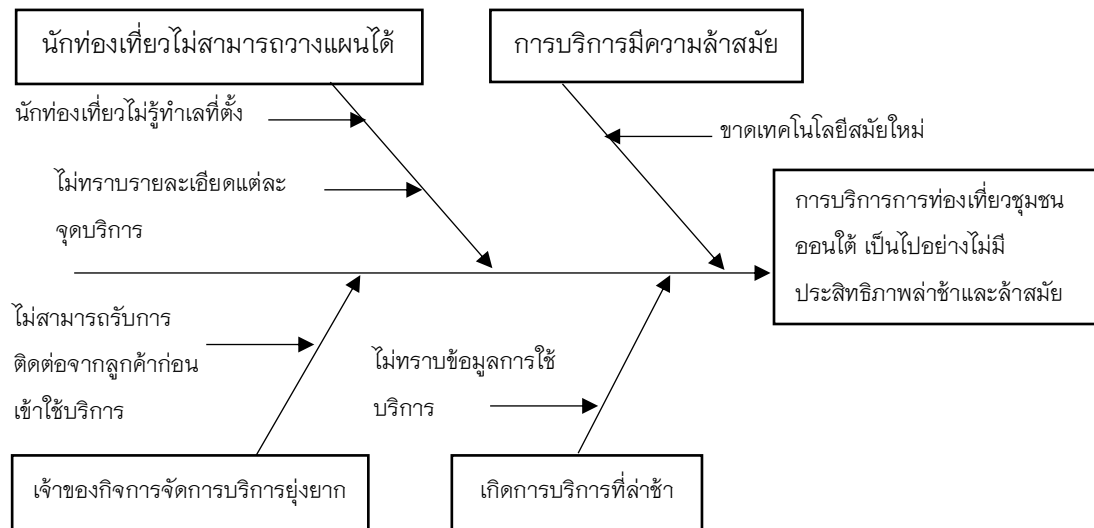 นักท่องเที่ยวไม่สามารถวางแผนได้
การบริการมีความล้าสมัย
นักท่องเที่ยวไม่รู้ทำเลที่ตั้ง
ขาดเทคโนโลยีสมัยใหม่
ไม่ทราบรายละเอียดแต่ละ
จุดบริการ
การบริการการท่องเที่ยวชุมชน
ออนใต้ เป็นไปอย่างไม่มี
ประสิทธิภาพล่าช้าและล้าสมัย
ไม่สามารถรับการ
ติดต่อจากลูกค้าก่อน
เข้าใช้บริการ
ไม่ทราบข้อมูลการใช้
บริการ
เจ้าของกิจการจัดการบริการยุ่งยาก
เกิดการบริการที่ล่าช้า